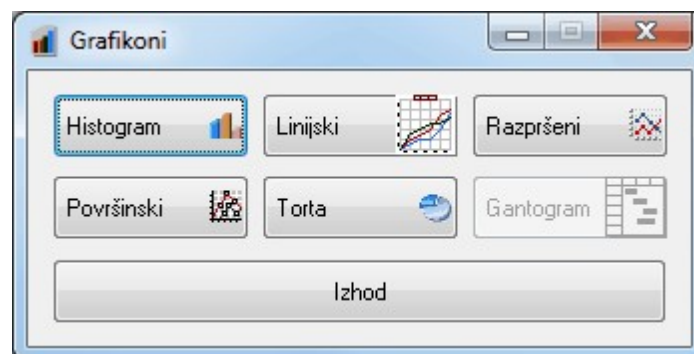 Grafikoni
Histogram Linijski Razpršeni
Površinski Torta Gantogram
Izhod